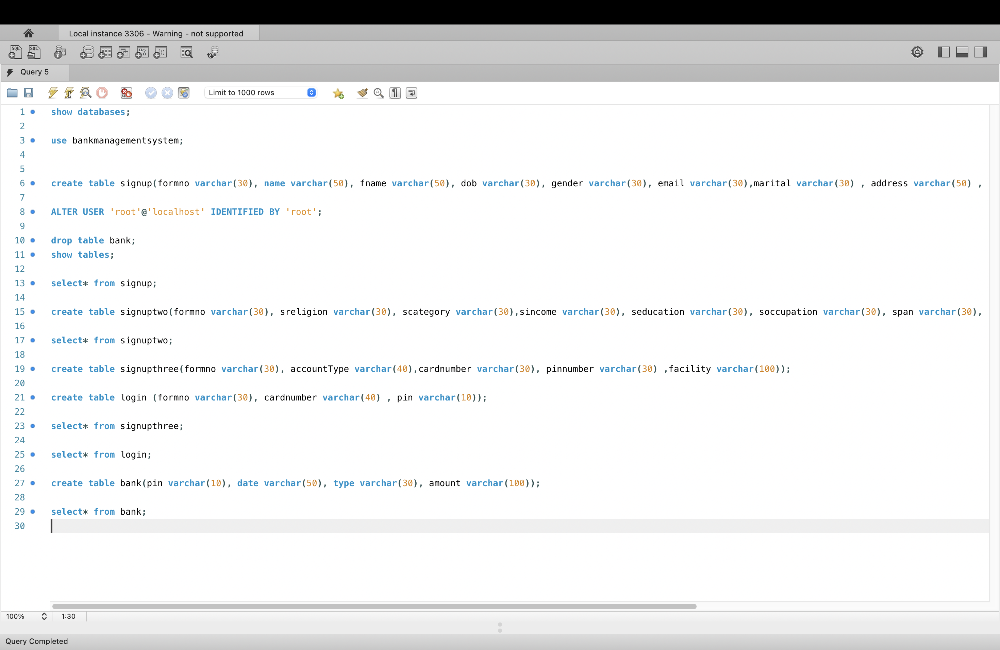 Local instance 3306 - Warning - not supported
SQL SQL
Query 5
Limit to 1000 rows
1 show databases;
2
3 use bankmanagementsystem;
4
5
6 create table signup(formno varchar(30), name varchar(50), fname varchar(50), dob varchar(30), gender varchar(30), email varchar(30),marital varchar(30) , address varchar(50) ,
7
8 ALTER USER 'root'@'localhost' IDENTIFIED BY 'root';
9
10 drop table bank;
11 show tables;
12
13 select* from signup;
14
15 create table signuptwo(formno varchar(30), sreligion varchar(30), scategory varchar(30),sincome varchar(30), seducation varchar(30), soccupation varchar(30), span varchar(30),
16
17 select* from signuptwo;
18
19 create table signupthree(formno varchar(30), accountType varchar(40),cardnumber varchar(30), pinnumber varchar(30) ,facility varchar(100));
20
21 create table login (formno varchar(30), cardnumber varchar(40) , pin varchar(10));
22
23 select* from signupthree;
24
25 select* from login;
26
27 create table bank(pin varchar(10), date varchar(50), type varchar(30), amount varchar(100));
28
29 select* from bank;
30
100% 1:30
Query Completed